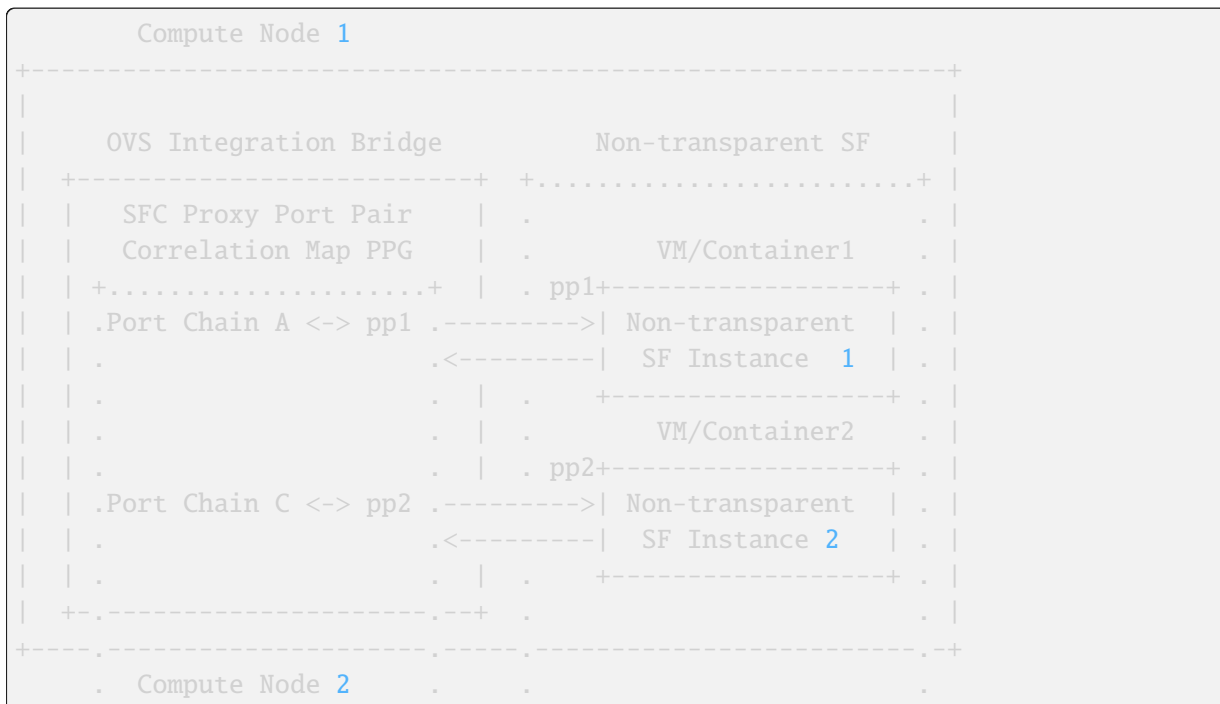 Compute Node 1
+------------------------------------------------------------+
|                                                            |
|     OVS Integration Bridge          Non-transparent SF     |
|  +--------------------------+  +.........................+ |
|  |   SFC Proxy Port Pair    |  .                         . |
|  |   Correlation Map PPG    |  .        VM/Container1    . |
|  | +.....................+  |  . pp1+------------------+ . |
|  | .Port Chain A <-> pp1 .--------->| Non-transparent  | . |
|  | .                     .<---------|  SF Instance  1  | . |
|  | .                     .  |  .    +------------------+ . |
|  | .                     .  |  .        VM/Container2    . |
|  | .                     .  |  . pp2+------------------+ . |
|  | .Port Chain C <-> pp2 .--------->| Non-transparent  | . |
|  | .                     .<---------|  SF Instance 2   | . |
|  | .                     .  |  .    +------------------+ . |
|  +-.---------------------.--+  .                         . |
+----.---------------------.-----.-------------------------.-+
     .  Compute Node 2     .     .                         .